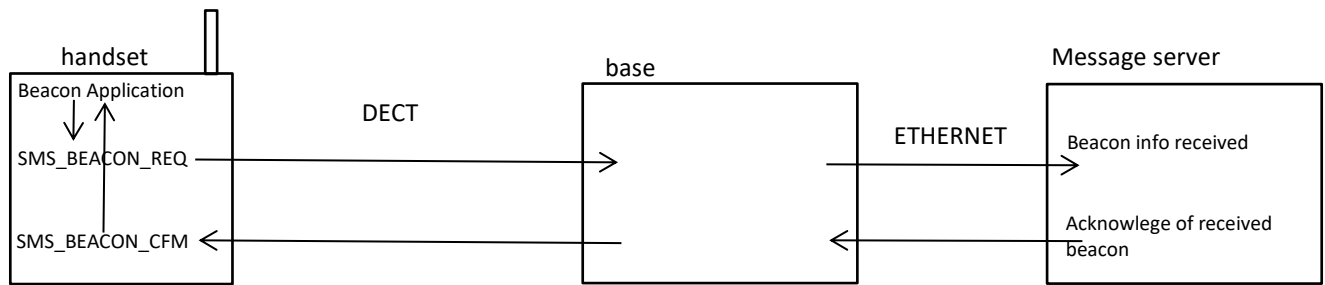 handset
base
Message server
Beacon Application
DECT
ETHERNET
SMS_BEACON_REQ
Beacon info received
SMS_BEACON_CFM
Acknowlege of received
beacon